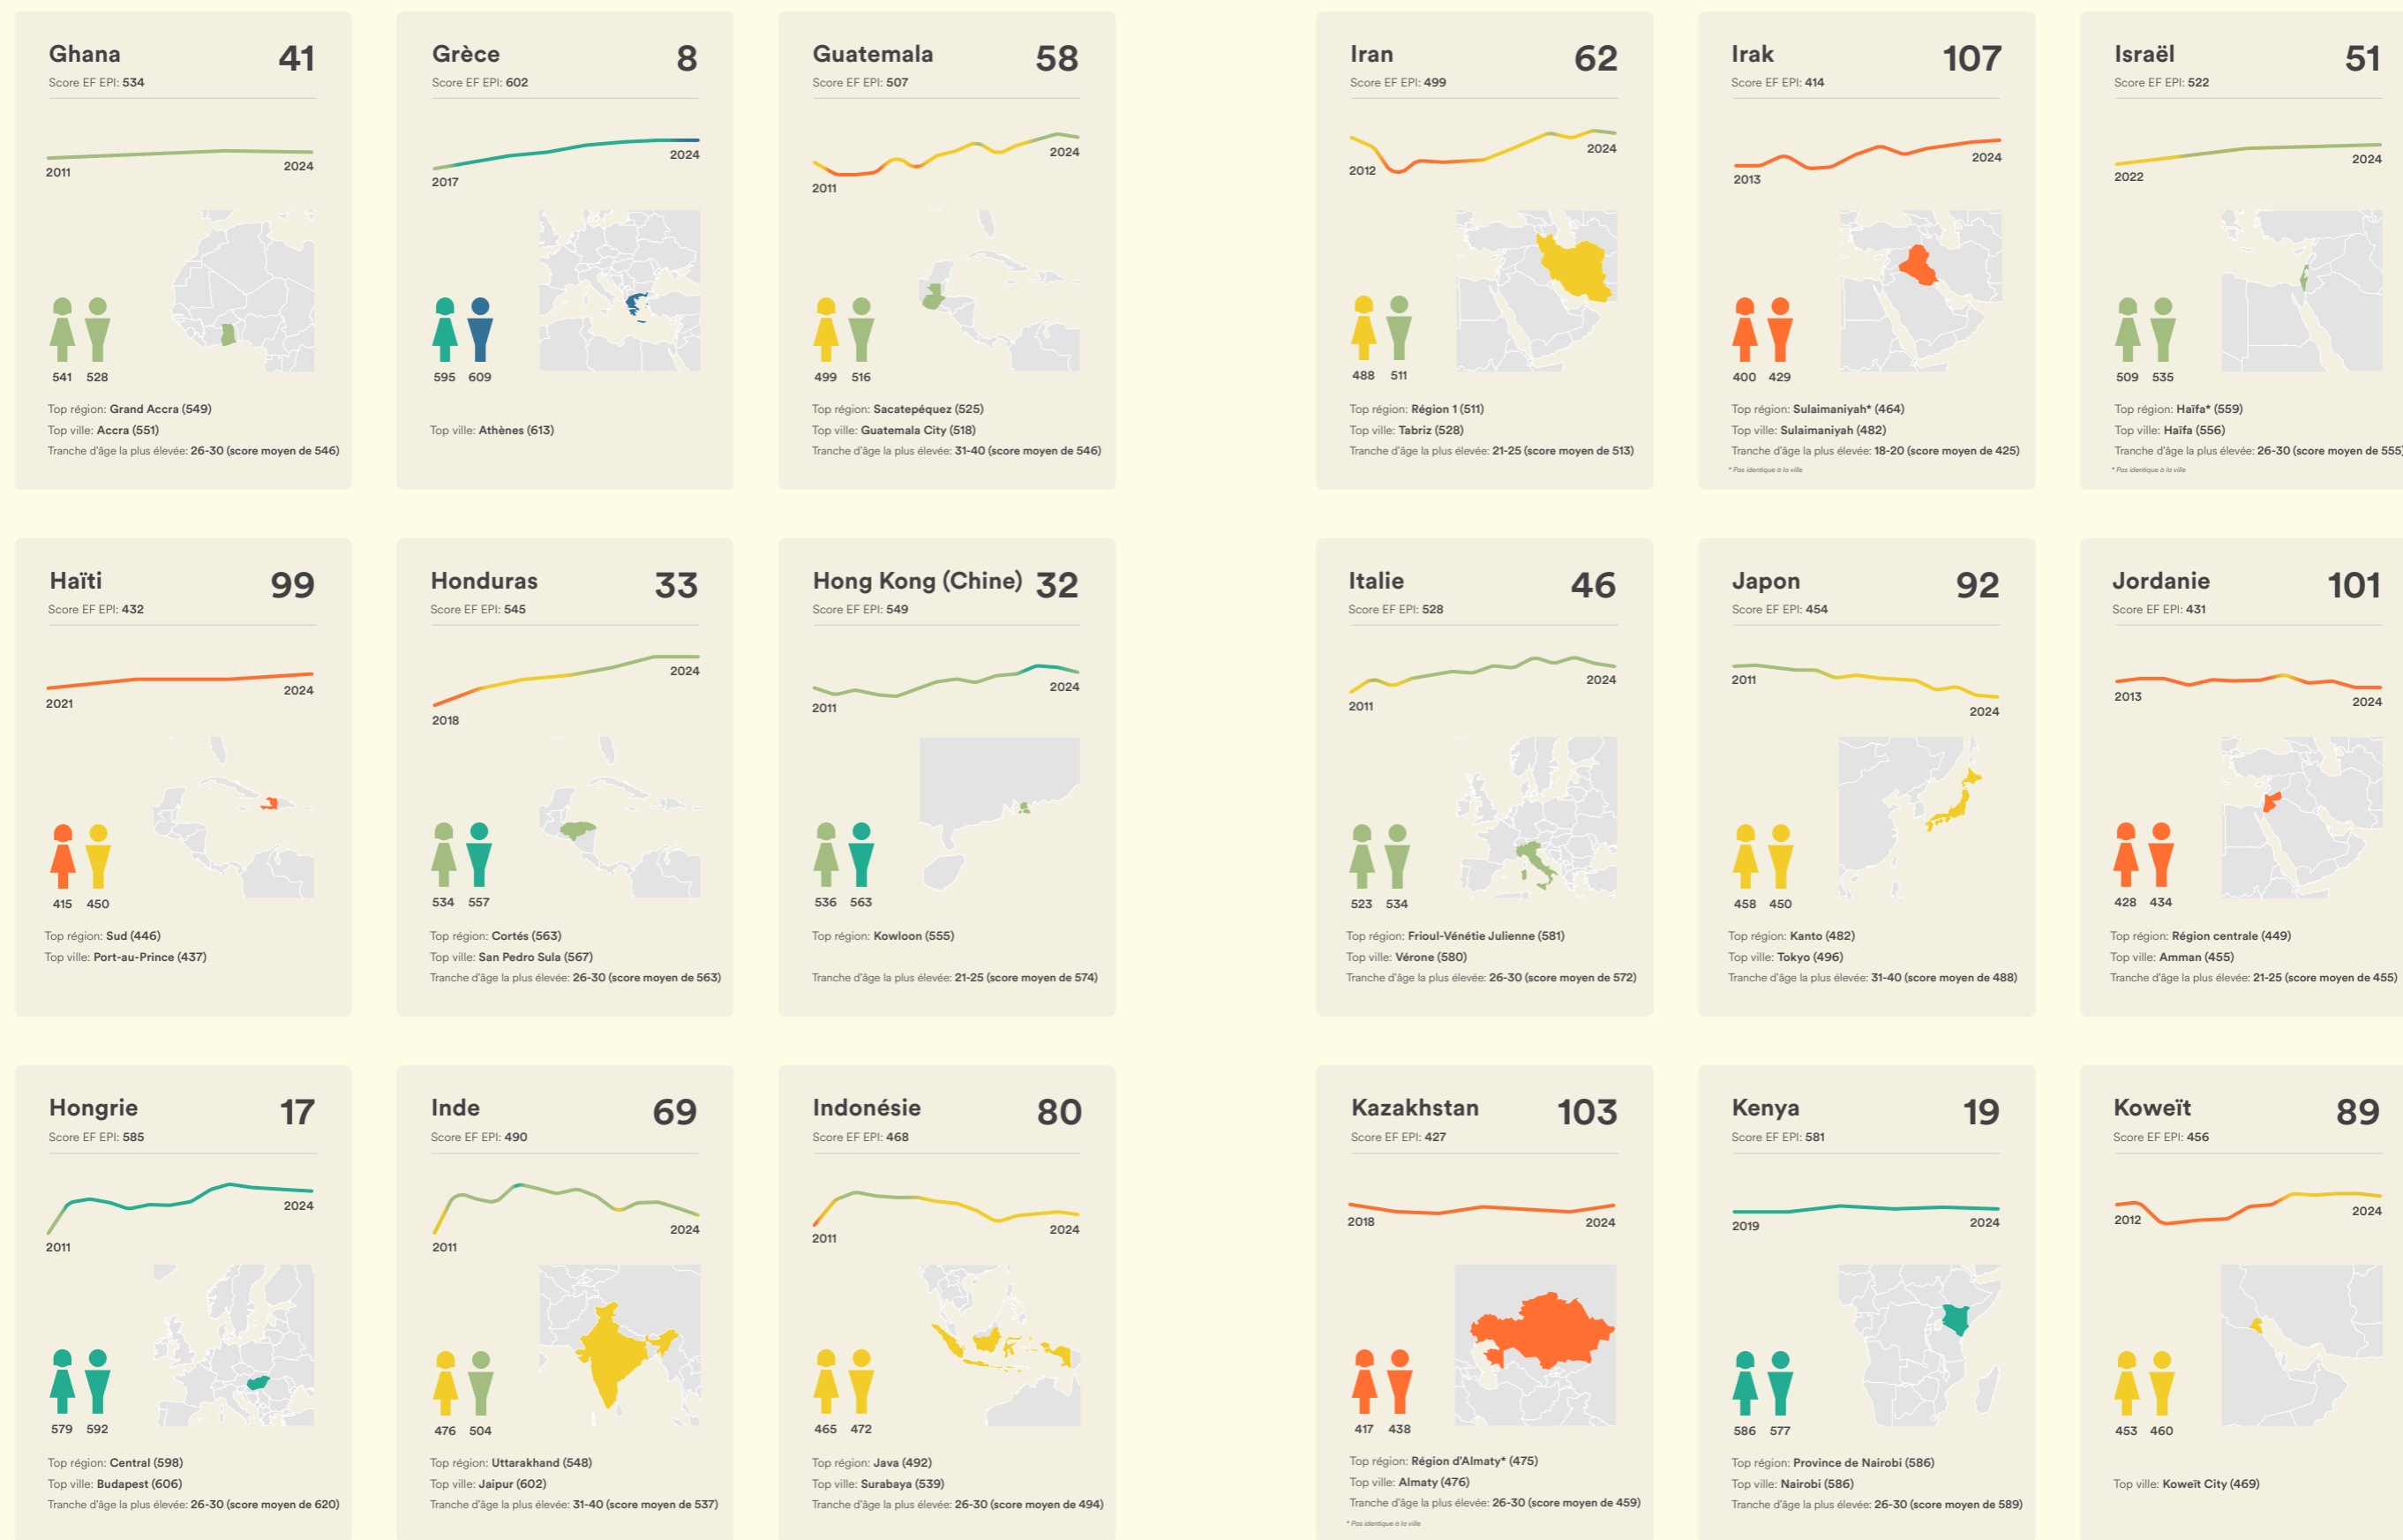 Ghana
41
Score EF EPI: 534
2011
2024
541 528
Top région: Grand Accra (549)
Top ville: Accra (551)
Tranche d'âge la plus élevée: 26-30 (score moyen de 546)
Grèce
8
Score EF EPI: 602
2017
2024
595 609
Top ville: Athènes (613)
Guatemala
58
Score EF EPI: 507
2011
2024
499 516
Top région: Sacatepéquez (525)
Top ville: Guatemala City (518)
Tranche d'âge la plus élevée: 31-40 (score moyen de 546)
Iran
62
Score EF EPI: 499
2012
2024
488 511
Top région: Région 1 (511)
Top ville: Tabriz (528)
Tranche d'âge la plus élevée: 21-25 (score moyen de 513)
Irak
107
Score EF EPI: 414
2013
2024
400 429
Top région: Sulaimaniyah* (464)
Top ville: Sulaimaniyah (482)
Tranche d'âge la plus élevée: 18-20 (score moyen de 425)
* Pas identique à la ville
Israël
51
Score EF EPI: 522
2022
2024
509 535
Top région: Haïfa* (559)
Top ville: Haïfa (556)
Tranche d'âge la plus élevée: 26-30 (score moyen de 555)
* Pas identique à la ville
Haïti
99
Score EF EPI: 432
2021
2024
415 450
Top région: Sud (446)
Top ville: Port-au-Prince (437)
Honduras
33
Score EF EPI: 545
2018
2024
534 557
Top région: Cortés (563)
Top ville: San Pedro Sula (567)
Tranche d'âge la plus élevée: 26-30 (score moyen de 563)
Hong Kong (Chine)
32
Score EF EPI: 549
2011
2024
536 563
Top région: Kowloon (555)
Tranche d'âge la plus élevée: 21-25 (score moyen de 574)
Italie
46
Score EF EPI: 528
2011
2024
523 534
Top région: Frioul-Vénétie Julienne (581)
Top ville: Vérone (580)
Tranche d'âge la plus élevée: 26-30 (score moyen de 572)
Japon
92
Score EF EPI: 454
2011
2024
458 450
Top région: Kanto (482)
Top ville: Tokyo (496)
Tranche d'âge la plus élevée: 31-40 (score moyen de 488)
Jordanie
101
Score EF EPI: 431
2013
2024
428 434
Top région: Région centrale (449)
Top ville: Amman (455)
Tranche d'âge la plus élevée: 21-25 (score moyen de 455)
Hongrie
17
Score EF EPI: 585
2011
2024
579 592
Top région: Central (598)
Top ville: Budapest (606)
Tranche d'âge la plus élevée: 26-30 (score moyen de 620)
Inde
69
Score EF EPI: 490
2011
2024
476 504
Top région: Uttarakhand (548)
Top ville: Jaipur (602)
Tranche d'âge la plus élevée: 31-40 (score moyen de 537)
Indonésie
80
Score EF EPI: 468
2011
2024
465 472
Top région: Java (492)
Top ville: Surabaya (539)
Tranche d'âge la plus élevée: 26-30 (score moyen de 494)
Kazakhstan
103
Score EF EPI: 427
2018
2024
417 438
Top région: Région d'Almaty* (475)
Top ville: Almaty (476)
Tranche d'âge la plus élevée: 26-30 (score moyen de 459)
* Pas identique à la ville
Kenya
19
Score EF EPI: 581
2019
2024
586 577
Top région: Province de Nairobi (586)
Top ville: Nairobi (586)
Tranche d'âge la plus élevée: 26-30 (score moyen de 589)
Koweït
89
Score EF EPI: 456
2012
2024
453 460
Top ville: Koweït City (469)